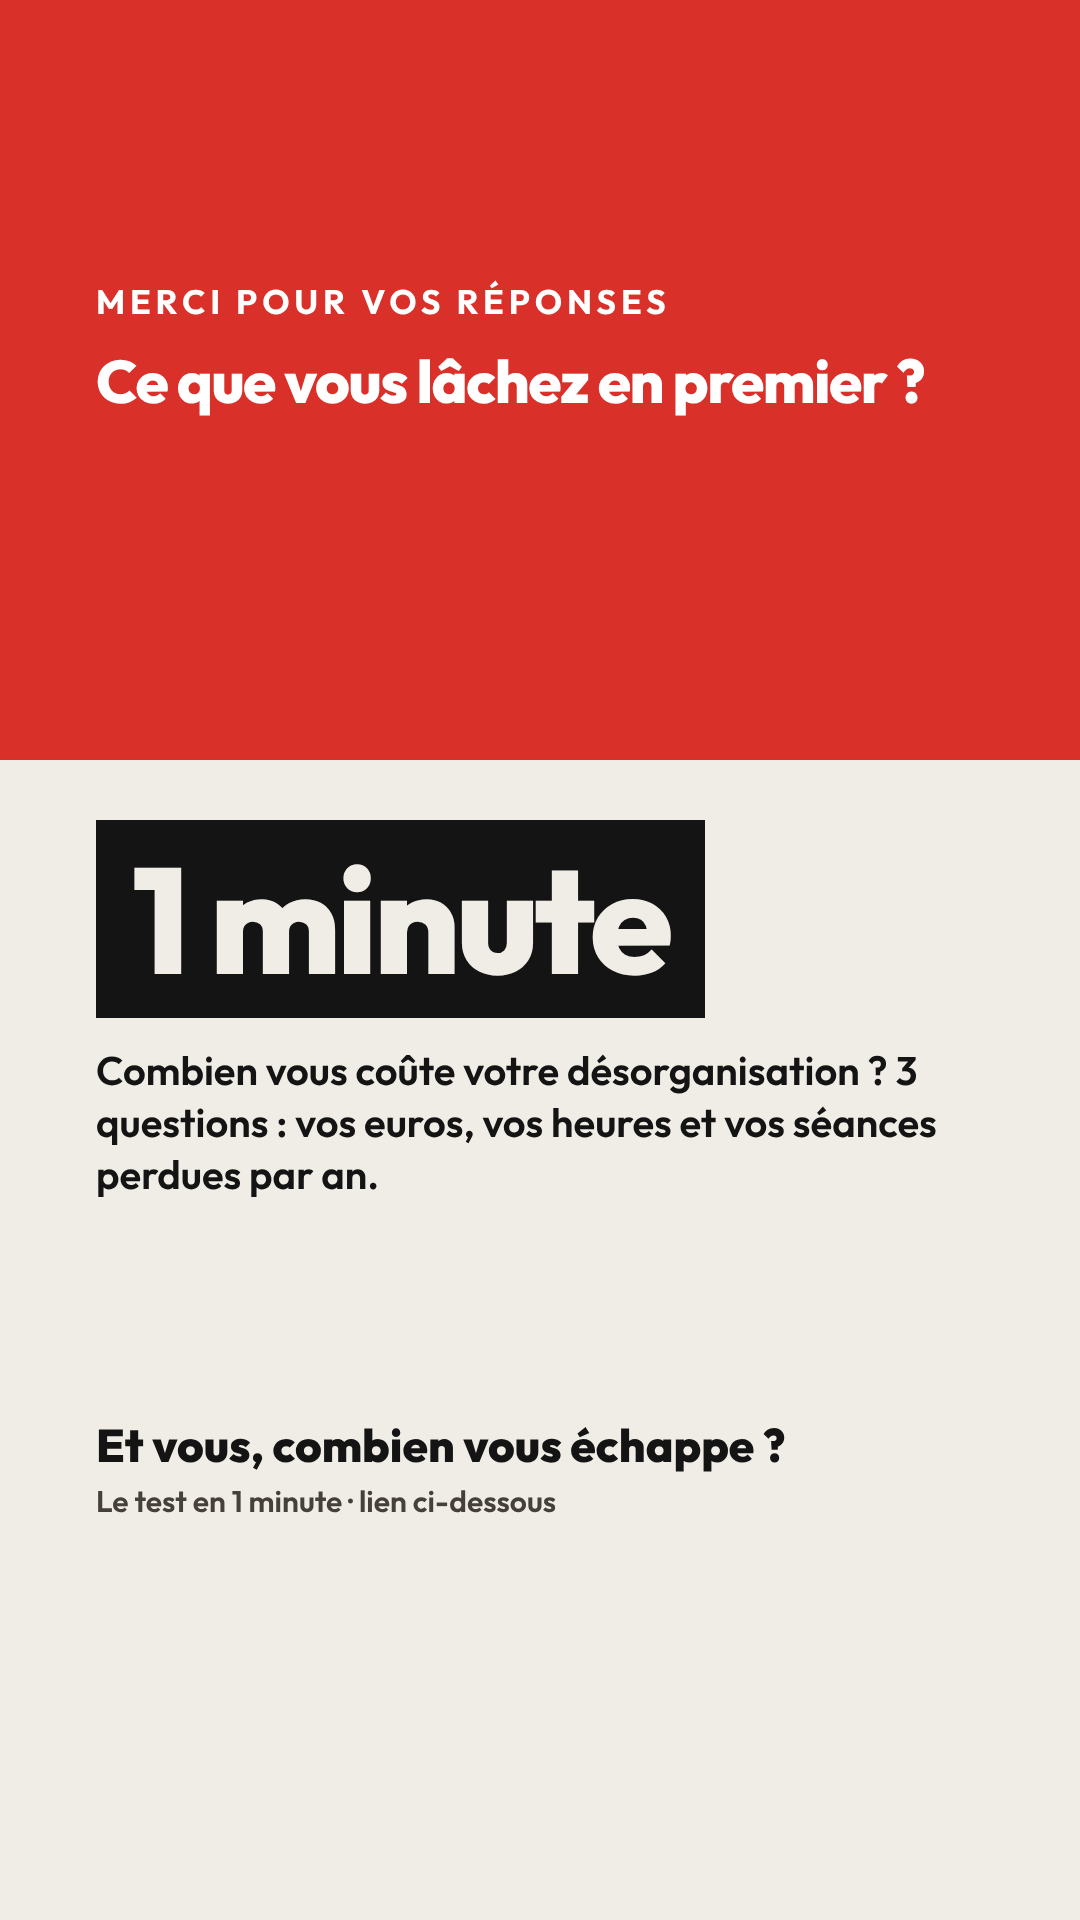 MERCI POUR VOS RÉPONSES
Ce que vous lâchez en premier ?
1 minute
Combien vous coûte votre désorganisation ? 3
questions : vos euros, vos heures et vos séances
perdues par an.
Et vous, combien vous échappe ?
Le test en 1 minute · lien ci-dessous